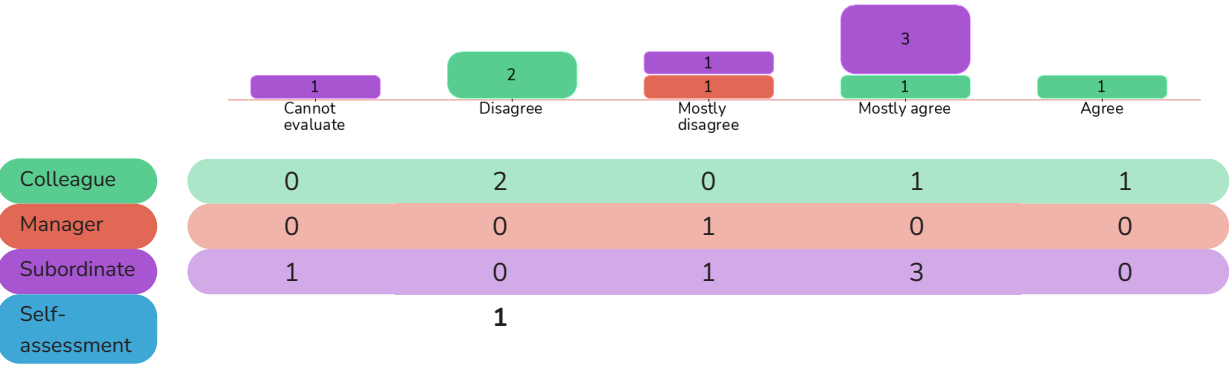 3
1
2
1
1
1
1
1
Cannot
evaluate
Disagree
Mostly
disagree
Mostly agree
Agree
Colleague 0 2 0 1 1
Manager 0 0 1 0 0
Subordinate 1 0 1 3 0
Self-
assessment
1